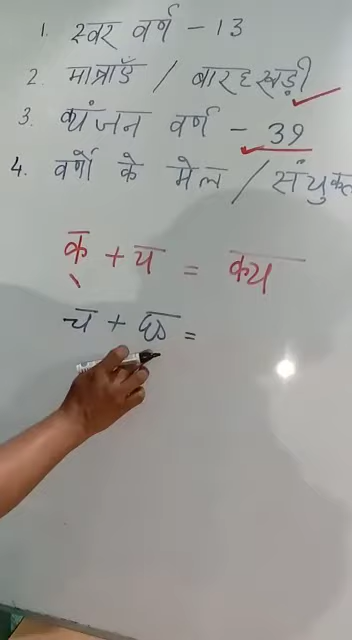 1. स्वर वर्ण - 13
2. मात्राएँ / बारहखड़ी
3. व्यंजन वर्ण - 39
4. वर्णों के मेल / संयुक्त
क् + य = क्य
च + छ =